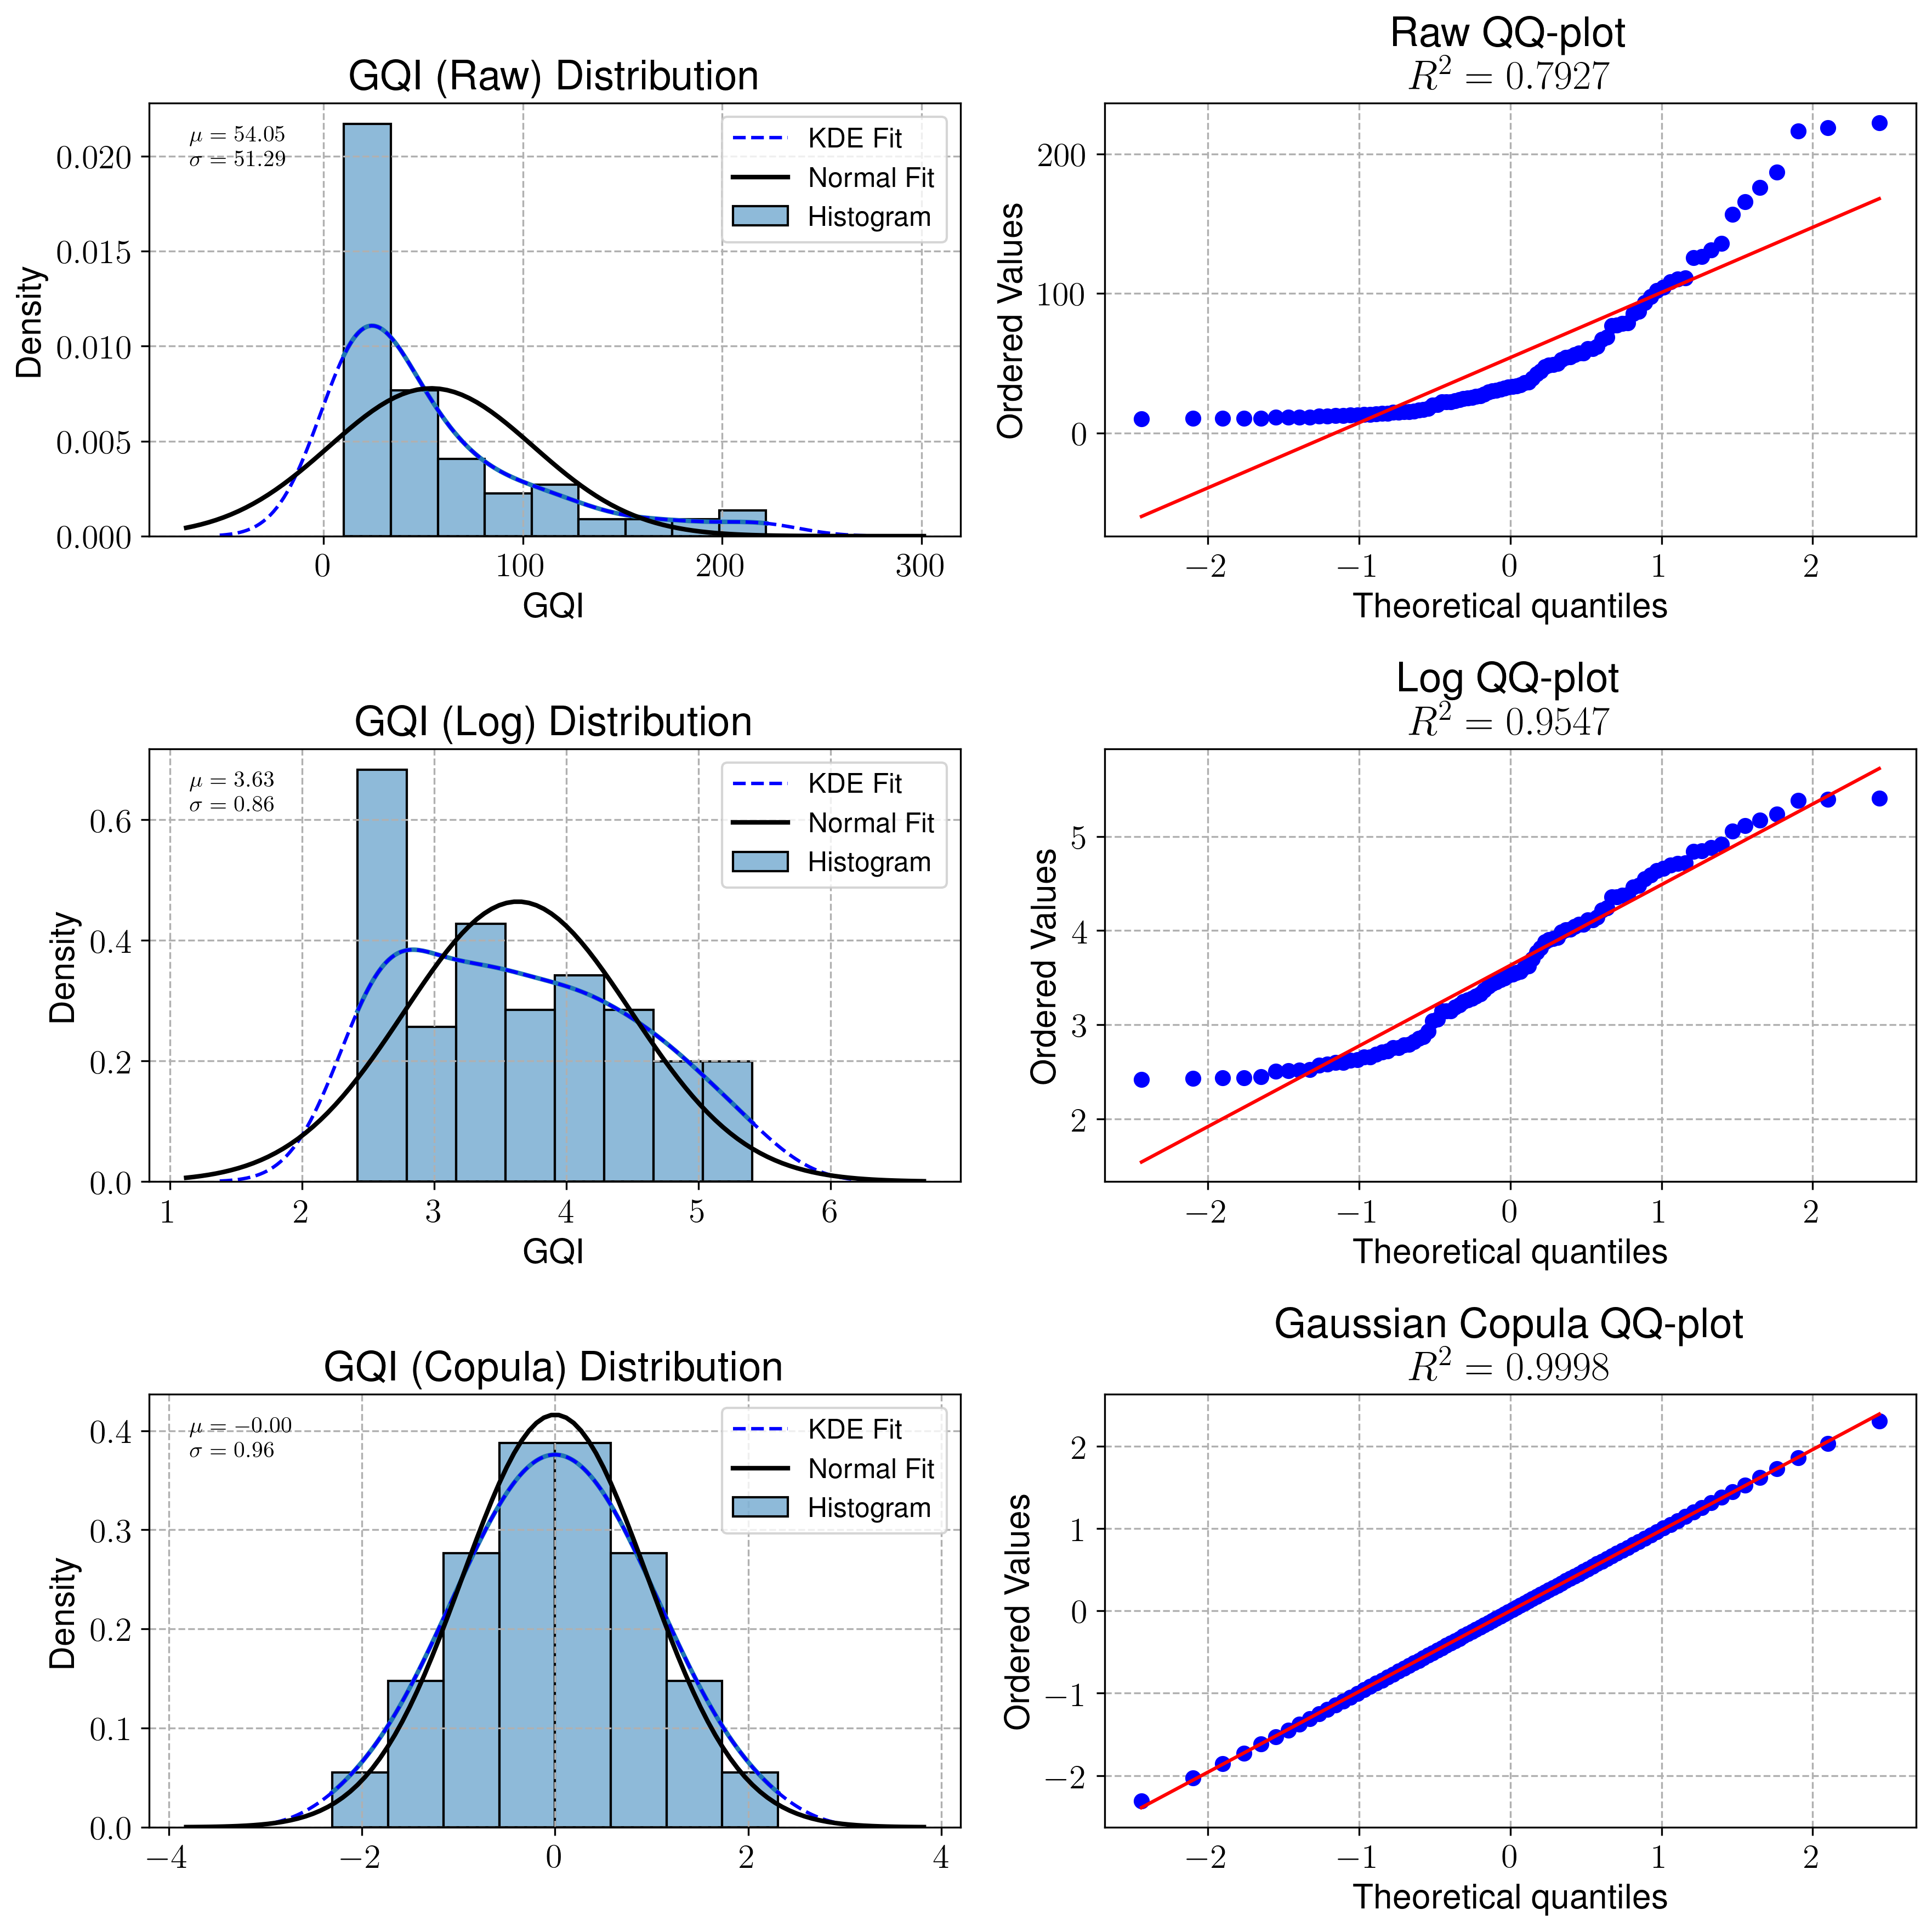 GQI (Raw) Distribution
μ = 54.05
σ = 51.29
KDE Fit
Normal Fit
Histogram
Density
0.020
0.015
0.010
0.005
0.000
0 100 200 300
GQI
Raw QQ-plot
R² = 0.7927
Ordered Values
200
100
0
−2 −1 0 1 2
Theoretical quantiles
GQI (Log) Distribution
μ = 3.63
σ = 0.86
KDE Fit
Normal Fit
Histogram
Density
0.6
0.4
0.2
0.0
1 2 3 4 5 6
GQI
Log QQ-plot
R² = 0.9547
Ordered Values
5
4
3
2
−2 −1 0 1 2
Theoretical quantiles
GQI (Copula) Distribution
μ = −0.00
σ = 0.96
KDE Fit
Normal Fit
Histogram
Density
0.4
0.3
0.2
0.1
0.0
−4 −2 0 2 4
Gaussian Copula QQ-plot
R² = 0.9998
Ordered Values
2
1
0
−1
−2
−2 −1 0 1 2
Theoretical quantiles